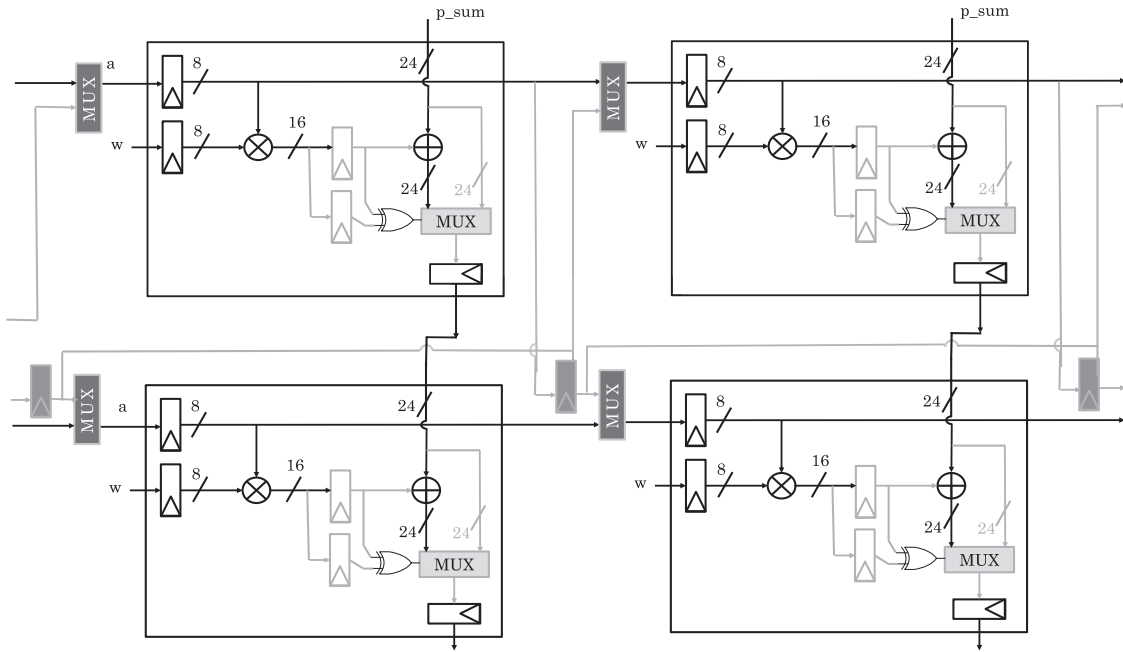 p_sum p_sum
a
MUX MUX
8 24 8 24
w 8 16 w 8 16
24 24 24 24
MUX MUX
a
MUX MUX
8 24 8 24
w 8 16 w 8 16
24 24 24 24
MUX MUX